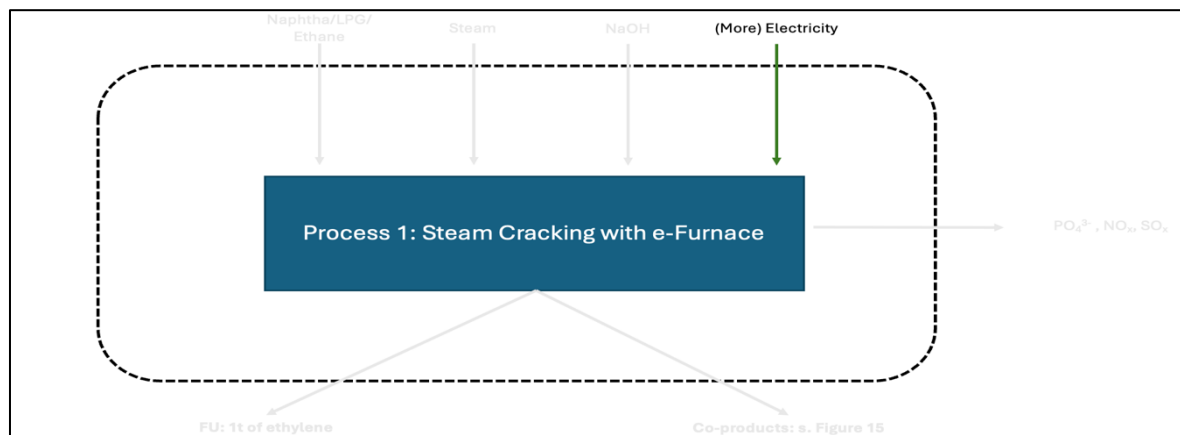 Naphtha/LPG/
Ethane
Steam
NaOH
(More) Electricity
Process 1: Steam Cracking with e-Furnace
PO₄³⁻ , NOₓ, SOₓ
FU: 1t of ethylene
Co-products: s. Figure 15